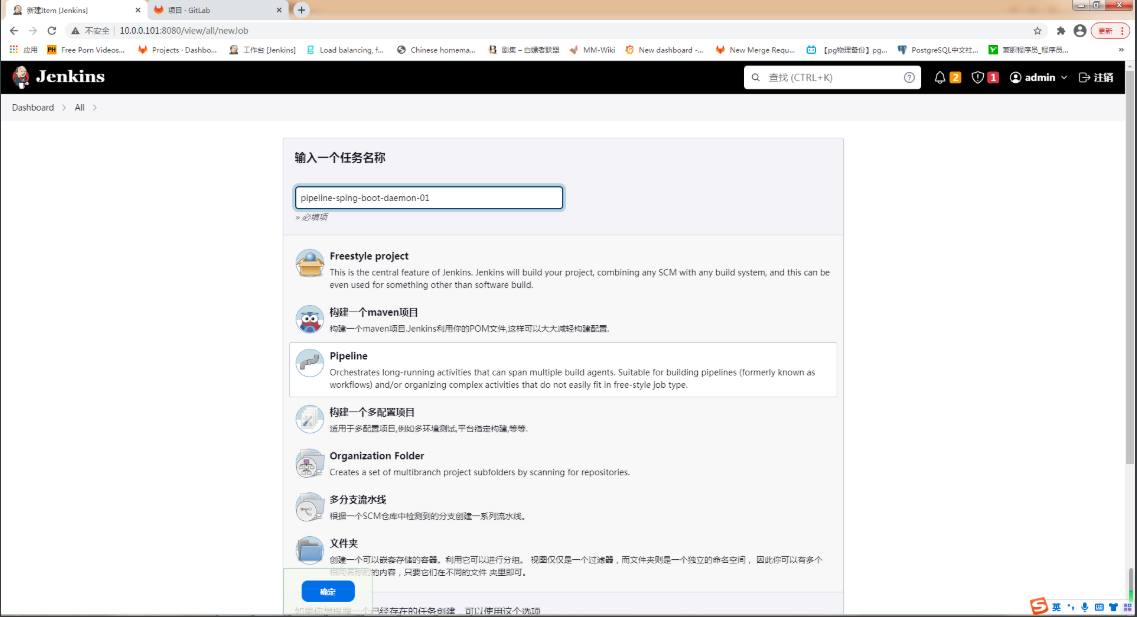 新建Item [Jenkins]
项目 · GitLab
不安全 | 10.0.0.101:8080/view/all/newJob
更新
应用
Free Porn Videos...
Projects · Dashbo...
工作台 [Jenkins]
Load balancing, f...
Chinese homema...
剧集 – 白嫖者联盟
MM-Wiki
New dashboard -...
New Merge Requ...
【pg物理备份】pg...
PostgreSQL中文社...
Jenkins
查找 (CTRL+K)
2
1
admin
注销
Dashboard
All
输入一个任务名称
pipeline-sping-boot-daemon-01
» 必填项
Freestyle project
This is the central feature of Jenkins. Jenkins will build your project, combining any SCM with any build system, and this can be
even used for something other than software build.
构建一个maven项目
构建一个maven项目.Jenkins利用你的POM文件,这样可以大大减轻构建配置.
Pipeline
Orchestrates long-running activities that can span multiple build agents. Suitable for building pipelines (formerly known as
workflows) and/or organizing complex activities that do not easily fit in free-style job type.
构建一个多配置项目
适用于多配置项目,例如多环境测试,平台指定构建,等等.
Organization Folder
Creates a set of multibranch project subfolders by scanning for repositories.
多分支流水线
根据一个SCM仓库中检测到的分支创建一系列流水线。
文件夹
创建一个可以嵌套存储的容器。利用它可以进行分组。 视图仅仅是一个过滤器，而文件夹则是一个独立的命名空间， 因此你可以有多个
的内容，只要它们在不同的文件 夹里即可。
确定
已经存在的任务创建，可以使用这个选项
英